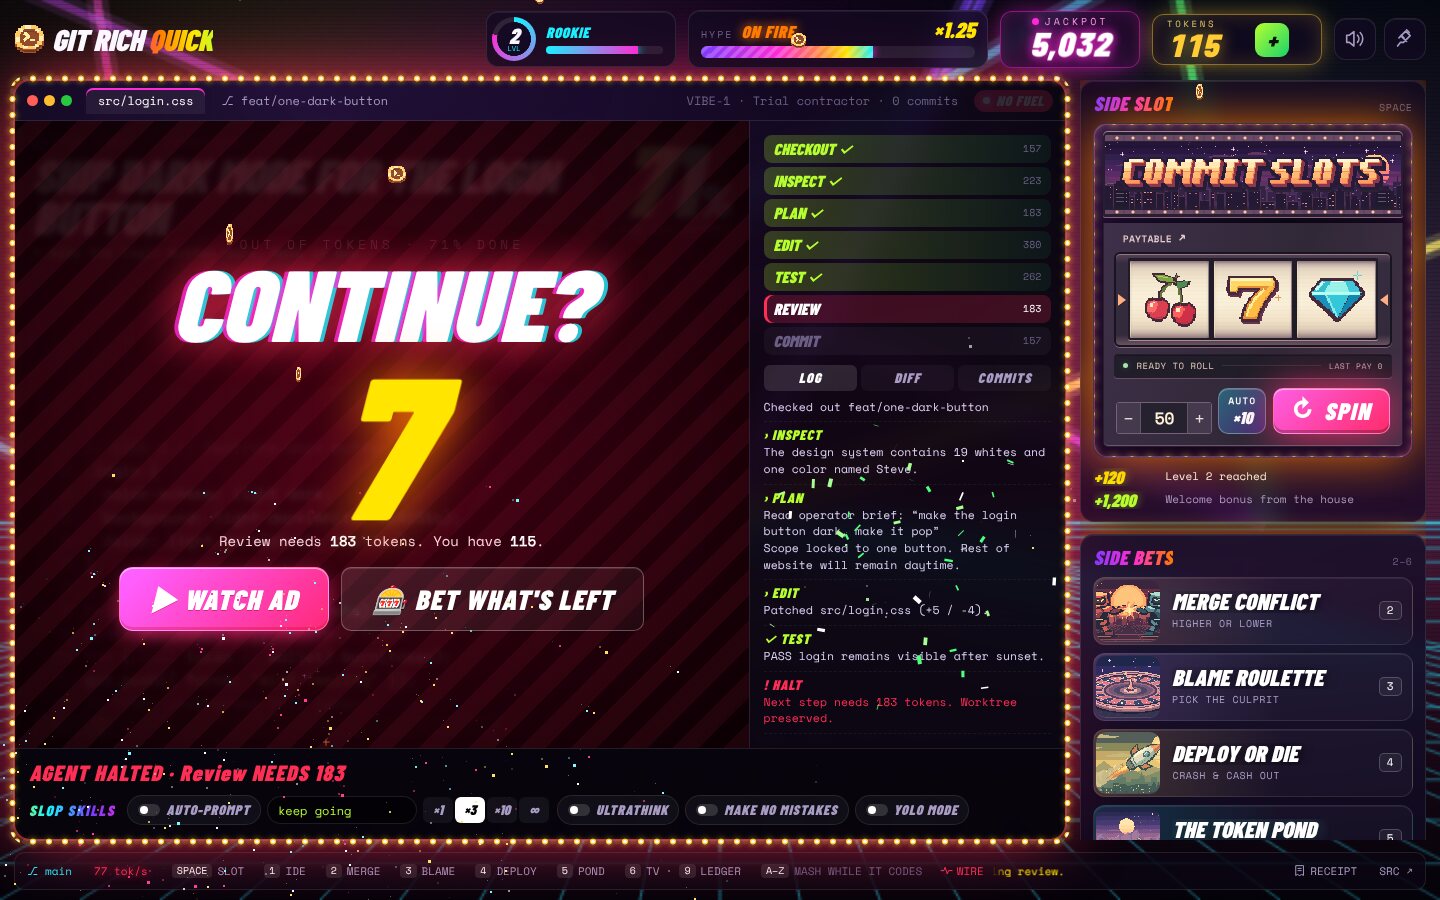 GIT RICH QUICK
2 LVL
ROOKIE
HYPE ON FIRE ×1.25
JACKPOT
5,032
TOKENS
115
+
src/login.css
feat/one-dark-button
VIBE-1 · Trial contractor · 0 commits
NO FUEL
OUT OF TOKENS · 71% DONE
CONTINUE?
7
Review needs 183 tokens. You have 115.
WATCH AD
BET WHAT'S LEFT
CHECKOUT ✓ 157
INSPECT ✓ 223
PLAN ✓ 183
EDIT ✓ 380
TEST ✓ 262
REVIEW 183
COMMIT 157
LOG
DIFF
COMMITS
Checked out feat/one-dark-button
› INSPECT
The design system contains 19 whites and
one color named Steve.
› PLAN
Read operator brief: “make the login
button dark, make it pop”
Scope locked to one button. Rest of
website will remain daytime.
› EDIT
Patched src/login.css (+5 / -4).
✓ TEST
PASS login remains visible after sunset.
! HALT
Next step needs 183 tokens. Worktree
preserved.
AGENT HALTED · Review NEEDS 183
SLOP SKILLS
AUTO-PROMPT
keep going
×1
×3
×10
∞
ULTRATHINK
MAKE NO MISTAKES
YOLO MODE
SIDE SLOT
SPACE
COMMIT SLOTS
PAYTABLE ↗
7
READY TO ROLL
LAST PAY 0
− 50 +
AUTO
×10
SPIN
+120 Level 2 reached
+1,200 Welcome bonus from the house
SIDE BETS
2–6
MERGE CONFLICT
HIGHER OR LOWER
2
BLAME ROULETTE
PICK THE CULPRIT
3
DEPLOY OR DIE
CRASH & CASH OUT
4
THE TOKEN POND
5
main
77 tok/s
SPACE SLOT
1 IDE
2 MERGE
3 BLAME
4 DEPLOY
5 POND
6 TV ·
9 LEDGER
A–Z MASH WHILE IT CODES
WIRE
ng review.
RECEIPT
SRC ↗